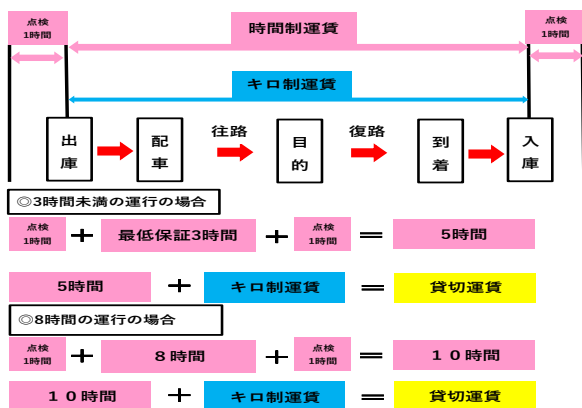 点検
1時間
時間制運賃
点検
1時間
キロ制運賃
出庫
配車
往路
目的
復路
到着
入庫
◎3時間未満の運行の場合
点検
1時間
+
最低保証3時間
+
点検
1時間
=
5時間
5時間
+
キロ制運賃
=
貸切運賃
◎8時間の運行の場合
点検
1時間
+
8時間
+
点検
1時間
=
10時間
10時間
+
キロ制運賃
=
貸切運賃